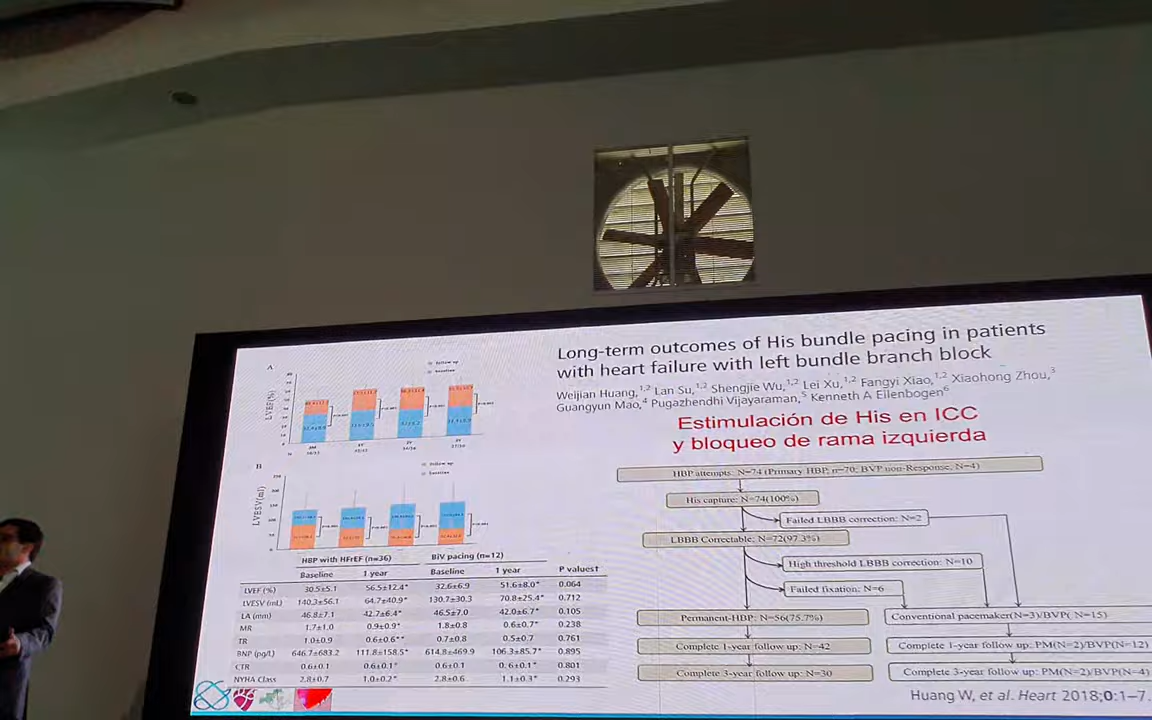 Long-term outcomes of His bundle pacing in patients
with heart failure with left bundle branch block
Weijian Huang,1,2 Lan Su,1,2 Shengjie Wu,1,2 Lei Xu,1,2 Fangyi Xiao,1,2 Xiaohong Zhou,3
Guangyun Mao,4 Pugazhendhi Vijayaraman,5 Kenneth A Ellenbogen6
Estimulación de His en ICC
y bloqueo de rama izquierda
A
LVEF(%)
Follow up
baseline
B
LVESV(ml)
Follow up
baseline
HBP with HFrEF (n=36) BiV pacing (n=12)
Baseline 1 year Baseline 1 year P values†
LVEF (%) 30.5±5.1 56.5±12.4* 32.6±6.9 51.6±8.0* 0.064
LVESV (mL) 140.3±56.1 64.7±40.9* 130.7±30.3 70.8±25.4* 0.712
LA (mm) 46.8±7.1 42.7±6.4* 46.5±7.0 42.0±6.7* 0.105
MR 1.7±1.0 0.9±0.9* 1.8±0.8 0.6±0.7* 0.238
TR 1.0±0.9 0.6±0.6** 0.7±0.8 0.5±0.7 0.761
BNP (pg/L) 646.7±683.2 111.8±158.5* 614.8±469.9 106.3±85.7* 0.895
CTR 0.6±0.1 0.6±0.1* 0.6±0.1 0.6±0.1* 0.801
NYHA Class 2.8±0.7 1.0±0.2* 2.8±0.6 1.1±0.3* 0.293
HBP attempts: N=74 (Primary HBP, n=70; BVP non-Response, N=4)
His capture: N=74(100%)
Failed LBBB correction: N=2
LBBB Correctable: N=72(97.3%)
High threshold LBBB correction: N=10
Failed fixation: N=6
Permanent-HBP: N=56(75.7%)
Conventional pacemaker(N=3)/BVP( N=15)
Complete 1-year follow up: N=42
Complete 1-year follow up: PM(N=2)/BVP(N=12)
Complete 3-year follow up: N=30
Complete 3-year follow up: PM(N=2)/BVP(N=4)
Huang W, et al. Heart 2018;0:1–7.